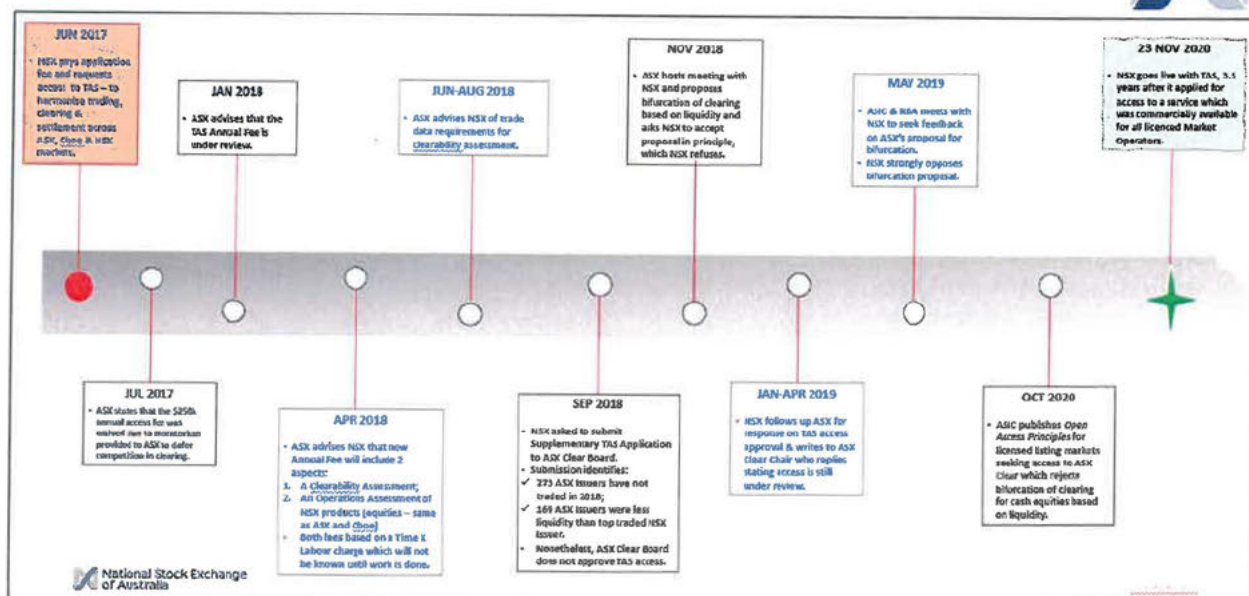 JUN 2017
• NSX pays application
fee and requests
access to TAS – to
harmonise trading,
clearing &
settlement across
ASX, Cboe & NSX
markets.
JAN 2018
• ASX advises that the
TAS Annual Fee is
under review.
JUN-AUG 2018
• ASX advises NSX of trade
data requirements for
clearability assessment.
NOV 2018
• ASX hosts meeting with
NSX and proposes
bifurcation of clearing
based on liquidity and
asks NSX to accept
proposal in principle,
which NSX refuses.
MAY 2019
• ASIC & RBA meets with
NSX to seek feedback
on ASX's proposal for
bifurcation.
• NSX strongly opposes
bifurcation proposal.
23 NOV 2020
• NSX goes live with TAS, 3.5
years after it applied for
access to a service which
was commercially available
for all licenced Market
Operators.
JUL 2017
• ASX states that the $250k
annual access fee was
waived due to moratorium
provided to ASX to defer
competition in clearing.
APR 2018
• ASX advises NSX that now
Annual Fee will include 2
aspects:
1. A Clearability Assessment;
2. An Operations Assessment of
NSX products (equities – same
as ASX and Cboe)
• Both fees based on a Time X
Labour charge which will not
be known until work is done.
SEP 2018
• NSX asked to submit
Supplementary TAS Application
to ASX Clear Board.
• Submission identifies:
✓ 273 ASX Issuers have not
traded in 2018;
✓ 169 ASX Issuers were less
liquidity than top traded NSX
Issuer.
• Nonetheless, ASX Clear Board
does not approve TAS access.
JAN-APR 2019
• NSX follows up ASX for
response on TAS access
approval & writes to ASX
Clear Chair who replies
stating access is still
under review.
OCT 2020
• ASIC publishes Open
Access Principles for
licensed listing markets
seeking access to ASX
Clear which rejects
bifurcation of clearing
for cash equities based
on liquidity.
National Stock Exchange
of Australia